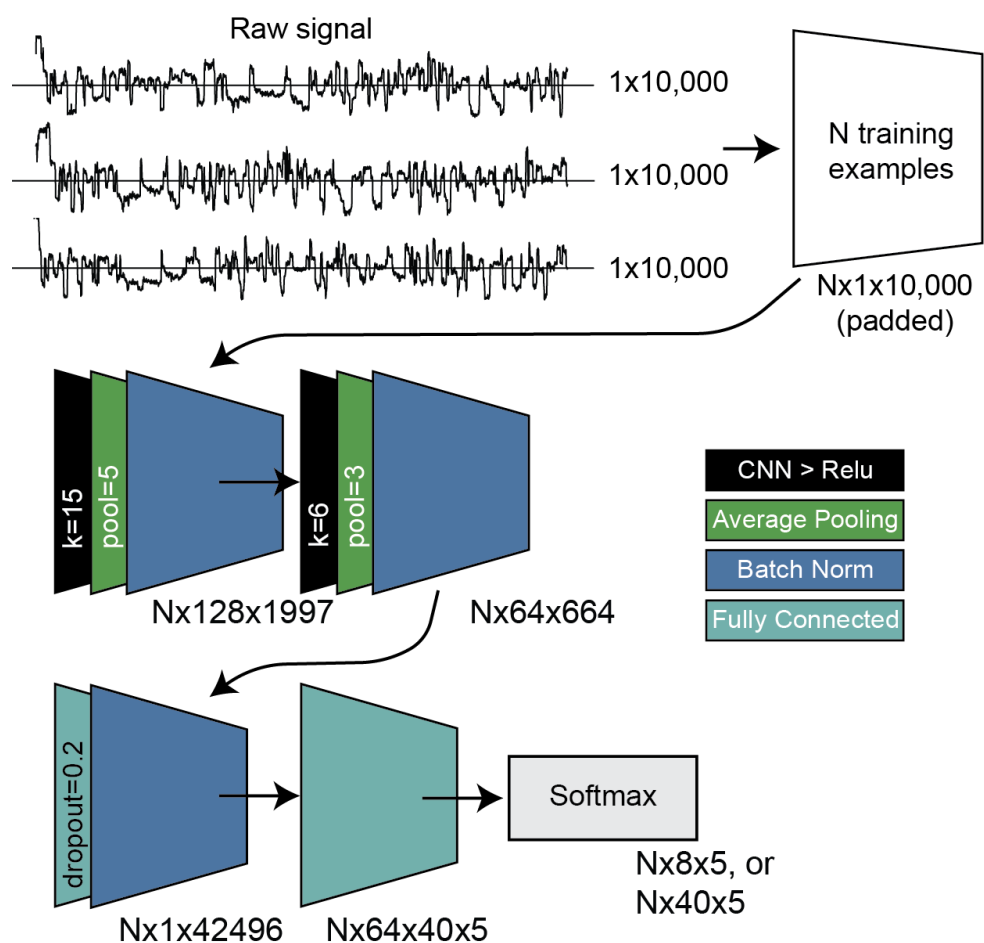 Raw signal
1x10,000
1x10,000
1x10,000
N training
examples
Nx1x10,000
(padded)
k=15
pool=5
k=6
pool=3
Nx128x1997
Nx64x664
CNN > Relu
Average Pooling
Batch Norm
Fully Connected
dropout=0.2
Softmax
Nx8x5, or
Nx40x5
Nx1x42496
Nx64x40x5